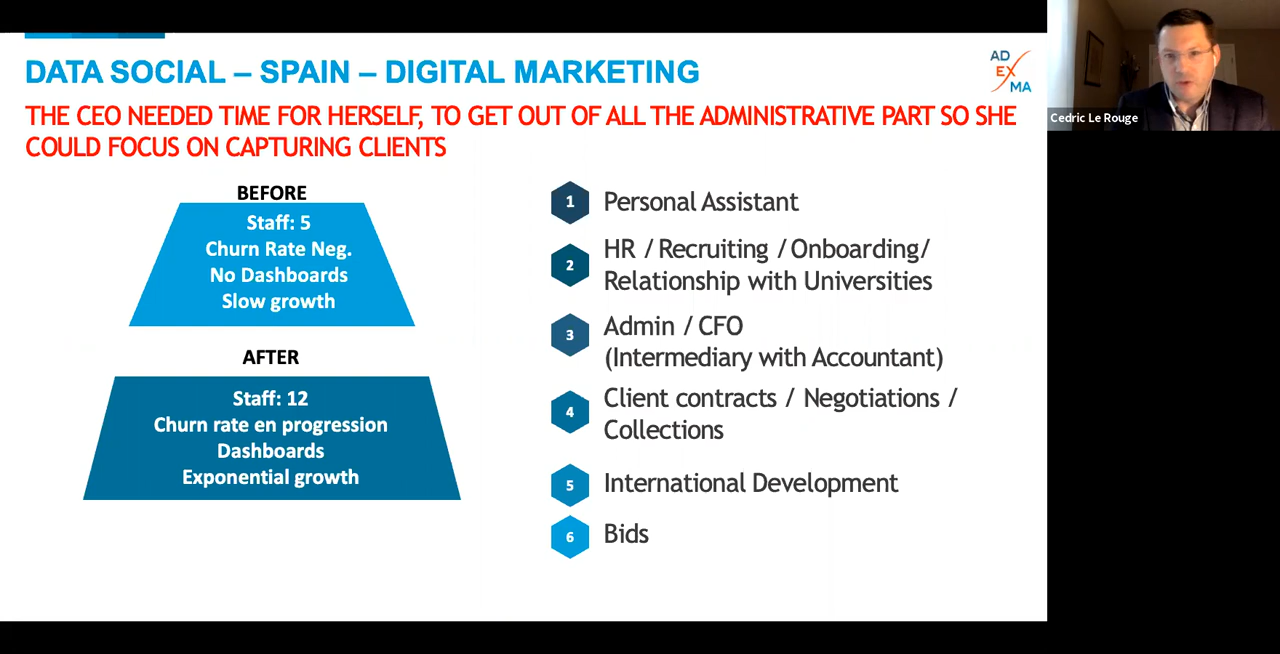 DATA SOCIAL – SPAIN – DIGITAL MARKETING
AD
EX
MA
THE CEO NEEDED TIME FOR HERSELF, TO GET OUT OF ALL THE ADMINISTRATIVE PART SO SHE
COULD FOCUS ON CAPTURING CLIENTS
BEFORE
Staff: 5
Churn Rate Neg.
No Dashboards
Slow growth
AFTER
Staff: 12
Churn rate en progression
Dashboards
Exponential growth
1 Personal Assistant
2 HR / Recruiting / Onboarding/
Relationship with Universities
3 Admin / CFO
(Intermediary with Accountant)
4 Client contracts / Negotiations /
Collections
5 International Development
6 Bids
Cedric Le Rouge